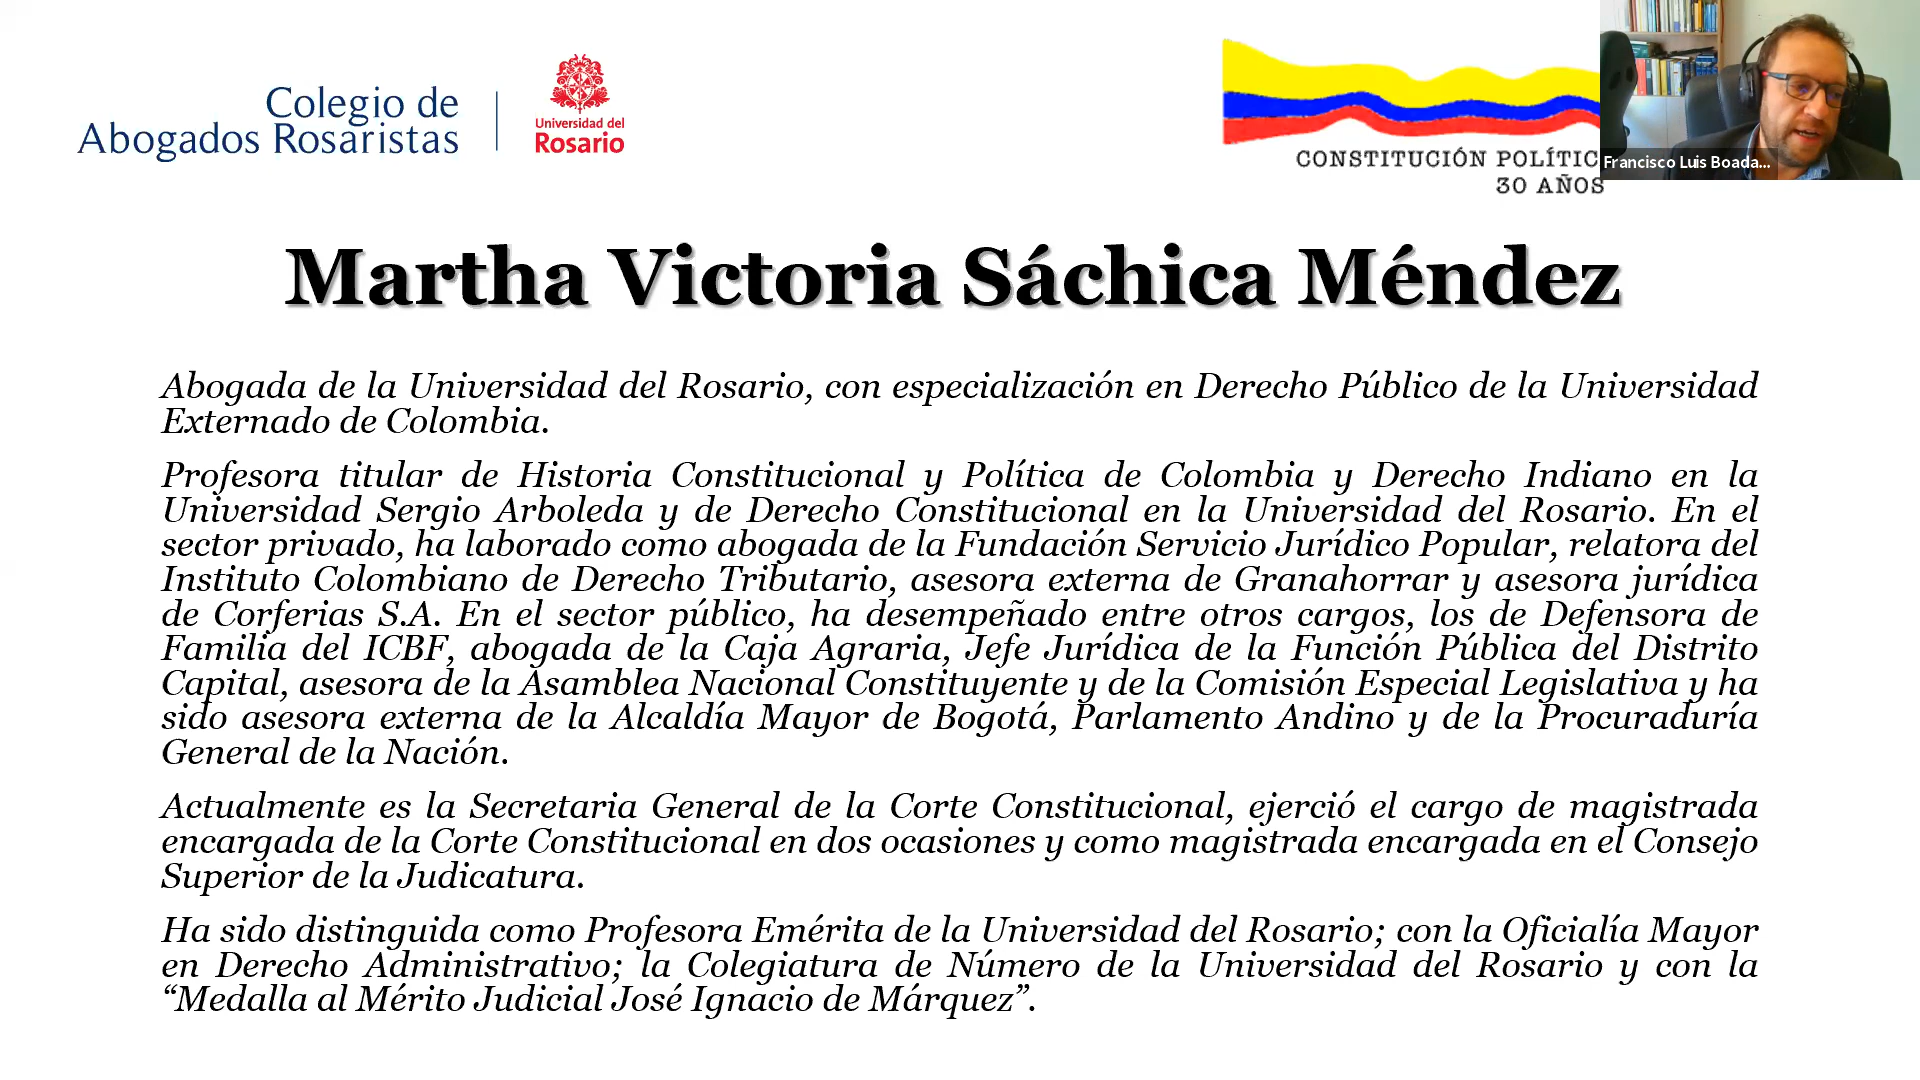 Colegio de
Abogados Rosaristas
Universidad del
Rosario
CONSTITUCIÓN POLÍTIC
30 AÑOS
Francisco Luis Boada...
Martha Victoria Sáchica Méndez
Abogada de la Universidad del Rosario, con especialización en Derecho Público de la Universidad
Externado de Colombia.
Profesora titular de Historia Constitucional y Política de Colombia y Derecho Indiano en la
Universidad Sergio Arboleda y de Derecho Constitucional en la Universidad del Rosario. En el
sector privado, ha laborado como abogada de la Fundación Servicio Jurídico Popular, relatora del
Instituto Colombiano de Derecho Tributario, asesora externa de Granahorrar y asesora jurídica
de Corferias S.A. En el sector público, ha desempeñado entre otros cargos, los de Defensora de
Familia del ICBF, abogada de la Caja Agraria, Jefe Jurídica de la Función Pública del Distrito
Capital, asesora de la Asamblea Nacional Constituyente y de la Comisión Especial Legislativa y ha
sido asesora externa de la Alcaldía Mayor de Bogotá, Parlamento Andino y de la Procuraduría
General de la Nación.
Actualmente es la Secretaria General de la Corte Constitucional, ejerció el cargo de magistrada
encargada de la Corte Constitucional en dos ocasiones y como magistrada encargada en el Consejo
Superior de la Judicatura.
Ha sido distinguida como Profesora Emérita de la Universidad del Rosario; con la Oficialía Mayor
en Derecho Administrativo; la Colegiatura de Número de la Universidad del Rosario y con la
“Medalla al Mérito Judicial José Ignacio de Márquez”.